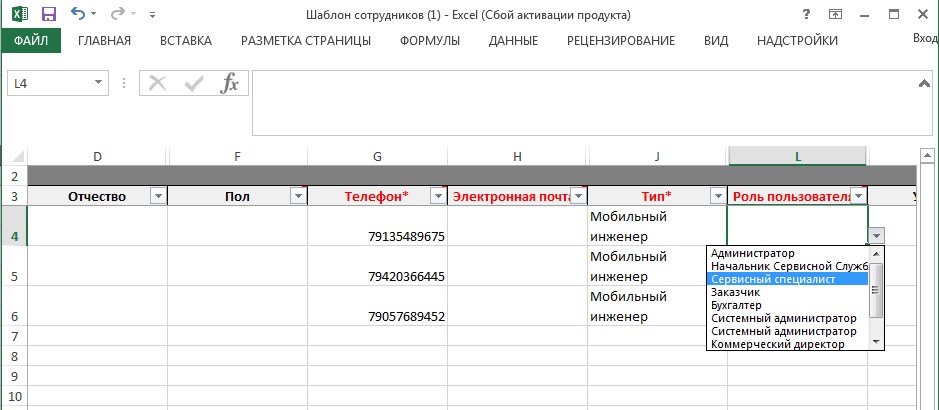 Шаблон сотрудников (1) - Excel (Сбой активации продукта)
ФАЙЛ ГЛАВНАЯ ВСТАВКА РАЗМЕТКА СТРАНИЦЫ ФОРМУЛЫ ДАННЫЕ РЕЦЕНЗИРОВАНИЕ ВИД НАДСТРОЙКИ Вход
L4 fx
D F G H J L
2
3 Отчество Пол Телефон* Электронная почта Тип* Роль пользователя
4 79135489675 Мобильный
инженер
5 79420366445 Мобильный
инженер
6 79057689452 Мобильный
инженер
7
8
9
10
Администратор
Начальник Сервисной Служб
Сервисный специалист
Заказчик
Бухгалтер
Системный администратор
Системный администратор
Коммерческий директор